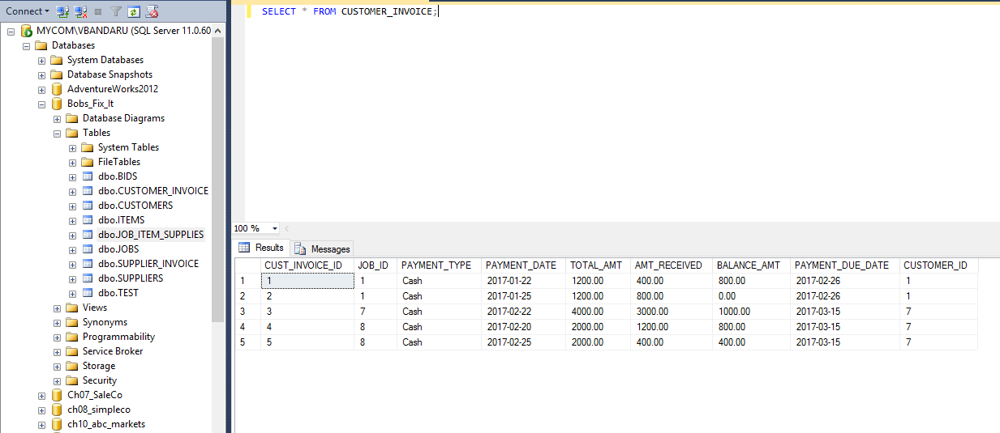 Connect
MYCOM\VBANDARU (SQL Server 11.0.60
Databases
System Databases
Database Snapshots
AdventureWorks2012
Bobs_Fix_It
Database Diagrams
Tables
System Tables
FileTables
dbo.BIDS
dbo.CUSTOMER_INVOICE
dbo.CUSTOMERS
dbo.ITEMS
dbo.JOB_ITEM_SUPPLIES
dbo.JOBS
dbo.SUPPLIER_INVOICE
dbo.SUPPLIERS
dbo.TEST
Views
Synonyms
Programmability
Service Broker
Storage
Security
Ch07_SaleCo
ch08_simpleco
ch10_abc_markets
SELECT * FROM CUSTOMER_INVOICE;
100 %
Results Messages
CUST_INVOICE_ID JOB_ID PAYMENT_TYPE PAYMENT_DATE TOTAL_AMT AMT_RECEIVED BALANCE_AMT PAYMENT_DUE_DATE CUSTOMER_ID
1 1 1 Cash 2017-01-22 1200.00 400.00 800.00 2017-02-26 1
2 2 1 Cash 2017-01-25 1200.00 800.00 0.00 2017-02-26 1
3 3 7 Cash 2017-02-22 4000.00 3000.00 1000.00 2017-03-15 7
4 4 8 Cash 2017-02-20 2000.00 1200.00 800.00 2017-03-15 7
5 5 8 Cash 2017-02-25 2000.00 400.00 400.00 2017-03-15 7